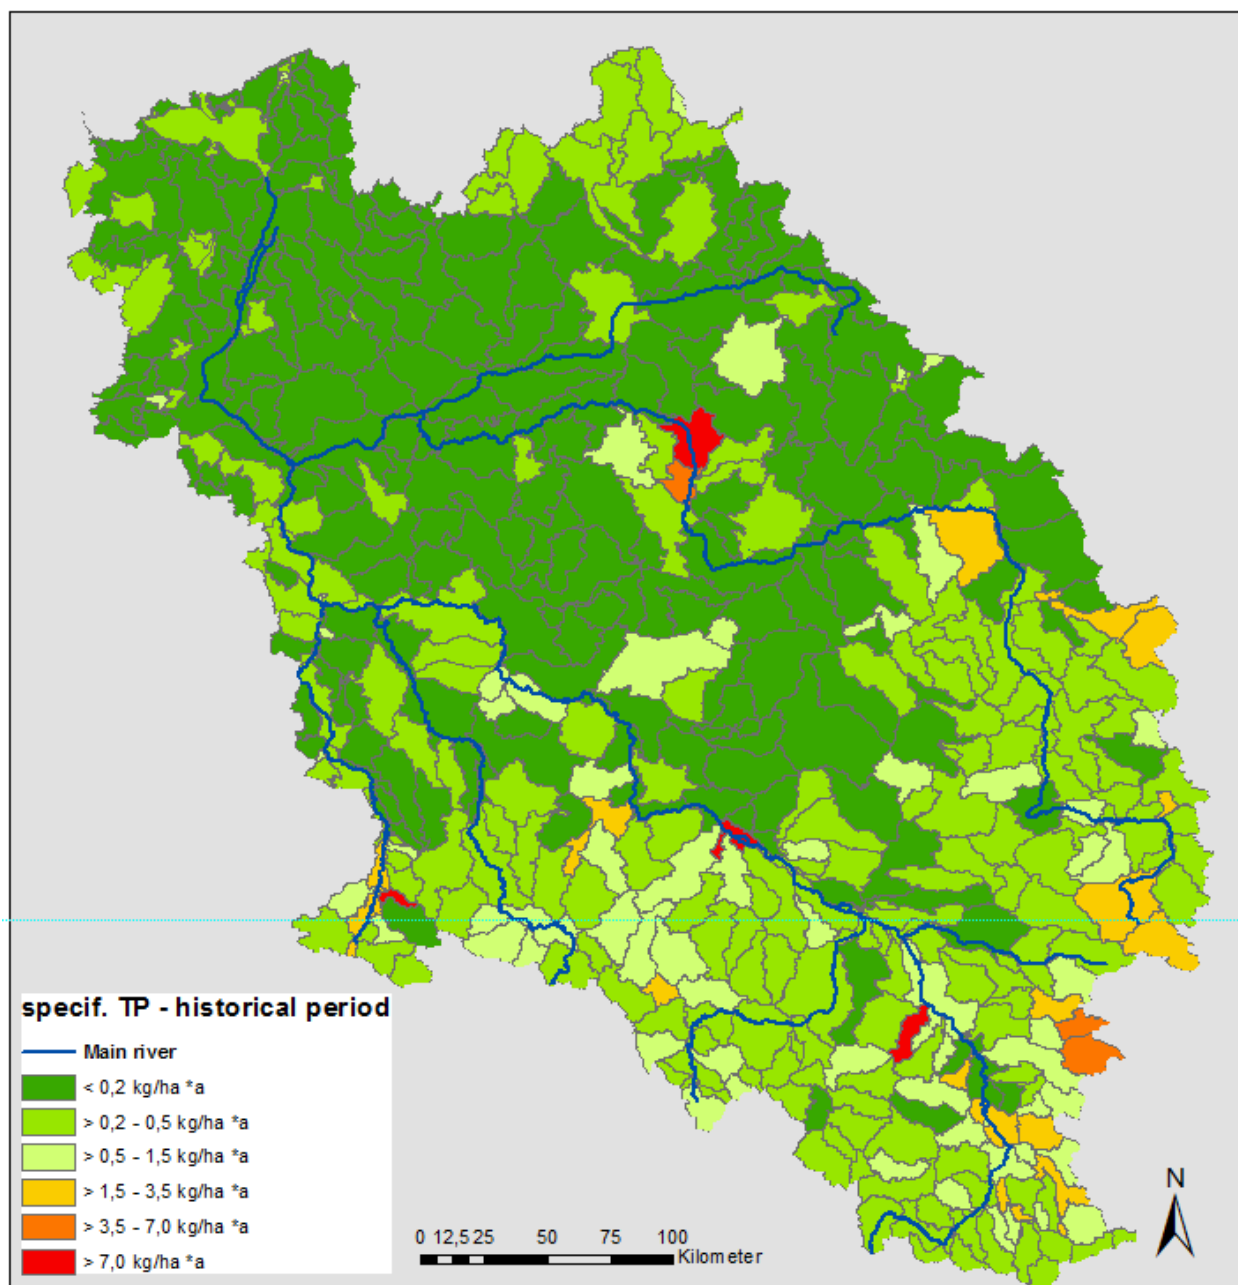 specif. TP - historical period
Main river
< 0,2 kg/ha *a
> 0,2 - 0,5 kg/ha *a
> 0,5 - 1,5 kg/ha *a
> 1,5 - 3,5 kg/ha *a
> 3,5 - 7,0 kg/ha *a
> 7,0 kg/ha *a
N
0 12,5 25 50 75 100
Kilometer